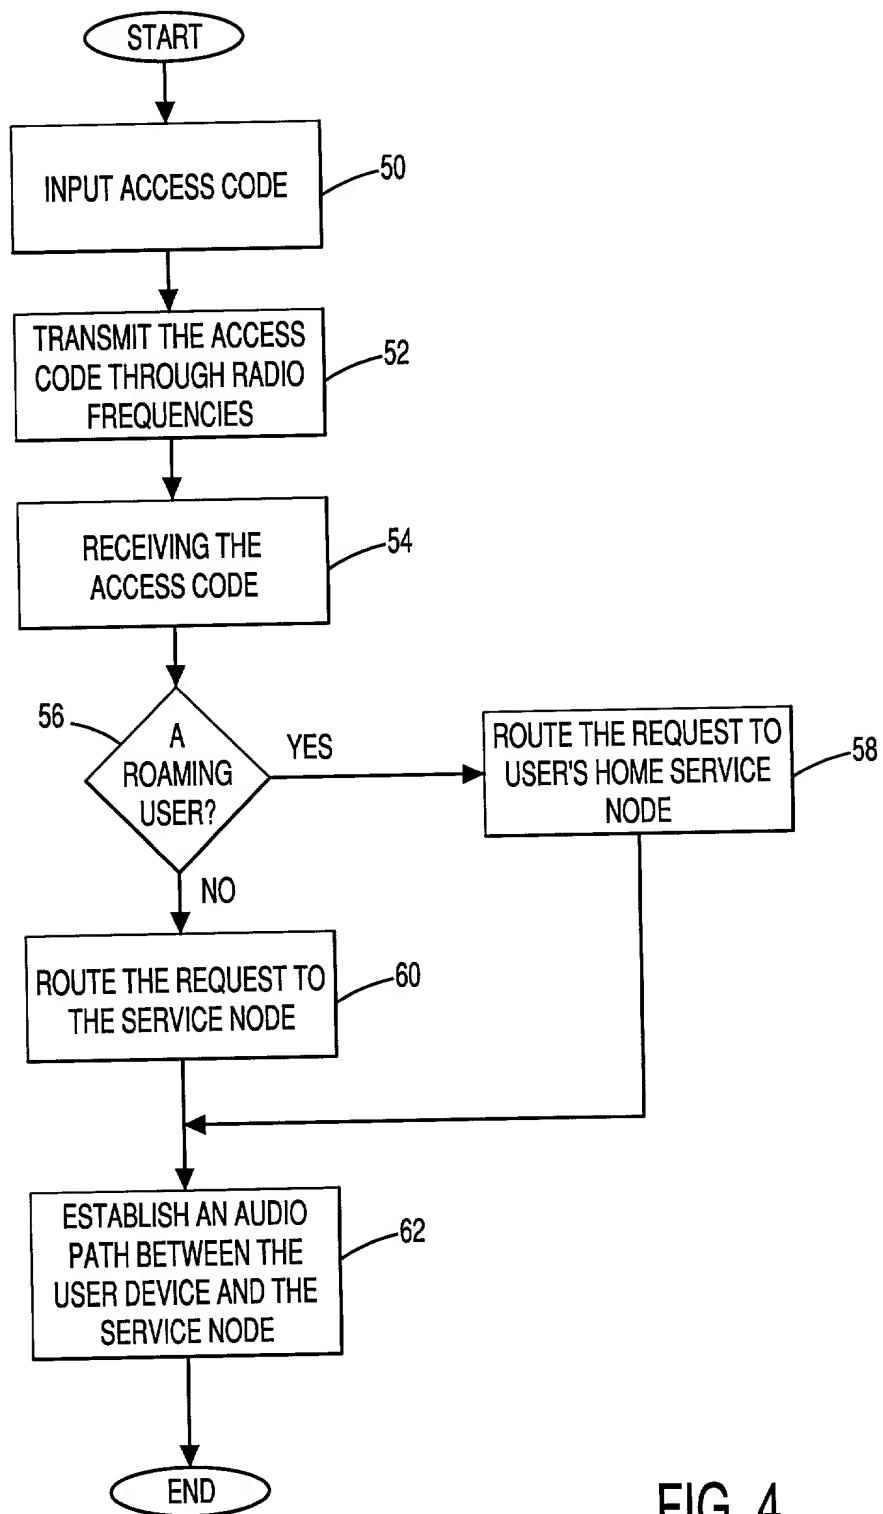 START
INPUT ACCESS CODE
50
TRANSMIT THE ACCESS
CODE THROUGH RADIO
FREQUENCIES
52
RECEIVING THE
ACCESS CODE
54
56
A
ROAMING
USER?
YES
ROUTE THE REQUEST TO
USER'S HOME SERVICE
NODE
58
NO
ROUTE THE REQUEST TO
THE SERVICE NODE
60
ESTABLISH AN AUDIO
PATH BETWEEN THE
USER DEVICE AND THE
SERVICE NODE
62
END
FIG. 4